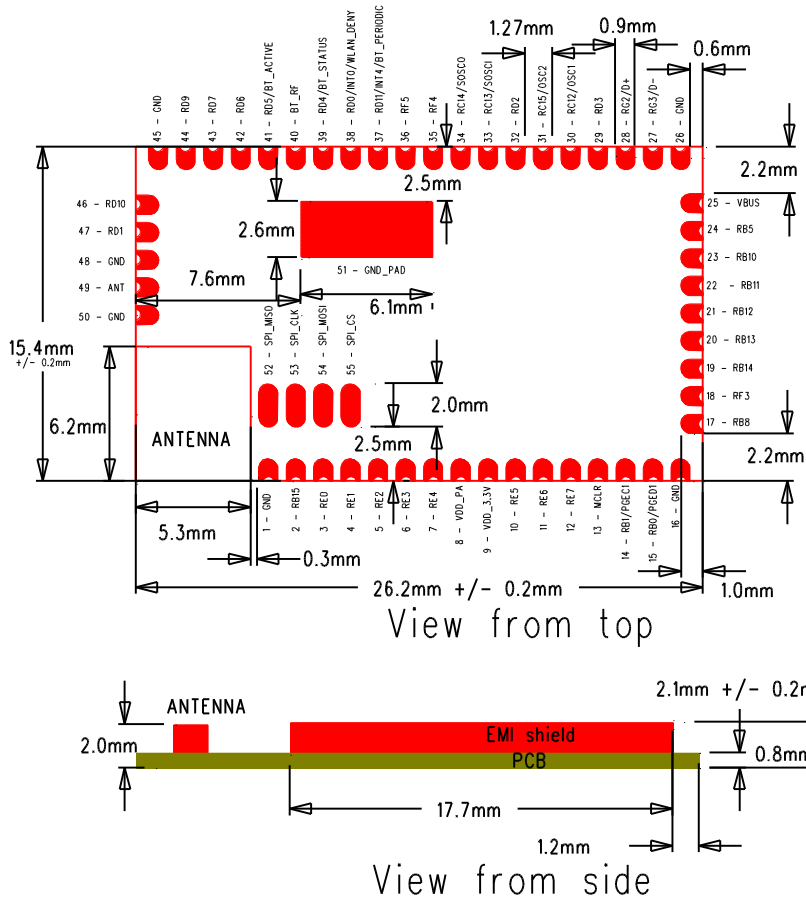 1.27mm
0.9mm
0.6mm
45 - GND
44 - RD9
43 - RD7
42 - RD6
41 - RD5/BT_ACTIVE
40 - BT_RF
39 - RD4/BT_STATUS
38 - RD0/INT0/WLAN_DENY
37 - RD11/INT4/BT_PERIODIC
36 - RF5
35 - RF4
34 - RC14/SOSCO
33 - RC13/SOSCI
32 - RD2
31 - RC15/OSC2
30 - RC12/OSC1
29 - RD3
28 - RG2/D+
27 - RG3/D-
26 - GND
2.2mm
2.5mm
46 - RD10
47 - RD1
48 - GND
49 - ANT
50 - GND
2.6mm
7.6mm
51 - GND_PAD
6.1mm
25 - VBUS
24 - RB5
23 - RB10
22 - RB11
21 - RB12
20 - RB13
19 - RB14
18 - RF3
17 - RB8
52 - SPI_MISO
53 - SPI_CLK
54 - SPI_MOSI
55 - SPI_CS
15.4mm
+/- 0.2mm
6.2mm
ANTENNA
2.0mm
2.5mm
2.2mm
1 - GND
2 - RB15
3 - RE0
4 - RE1
5 - RE2
6 - RE3
7 - RE4
8 - VDD_PA
9 - VDD_3.3V
10 - RE5
11 - RE6
12 - RE7
13 - MCLR
14 - RB1/PGEC1
15 - RB0/PGED1
16 - GND
5.3mm
0.3mm
26.2mm +/- 0.2mm
1.0mm
View from top
2.1mm +/- 0.2m
ANTENNA
2.0mm
EMI shield
PCB
0.8mm
17.7mm
1.2mm
View from side